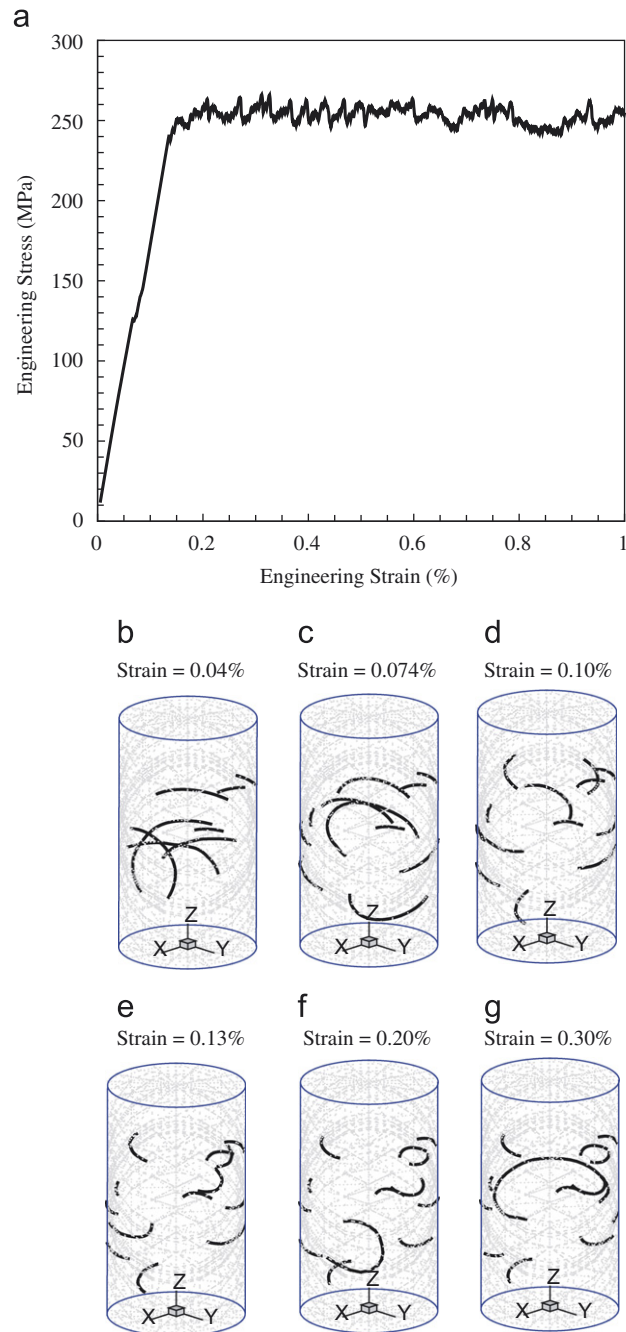 a
300
250
200
150
100
50
0
Engineering Stress (MPa)
0 0.2 0.4 0.6 0.8 1
Engineering Strain (%)
b c d
Strain = 0.04% Strain = 0.074% Strain = 0.10%
Z Z Z
X Y X Y X Y
e f g
Strain = 0.13% Strain = 0.20% Strain = 0.30%
Z Z Z
X Y X Y X Y